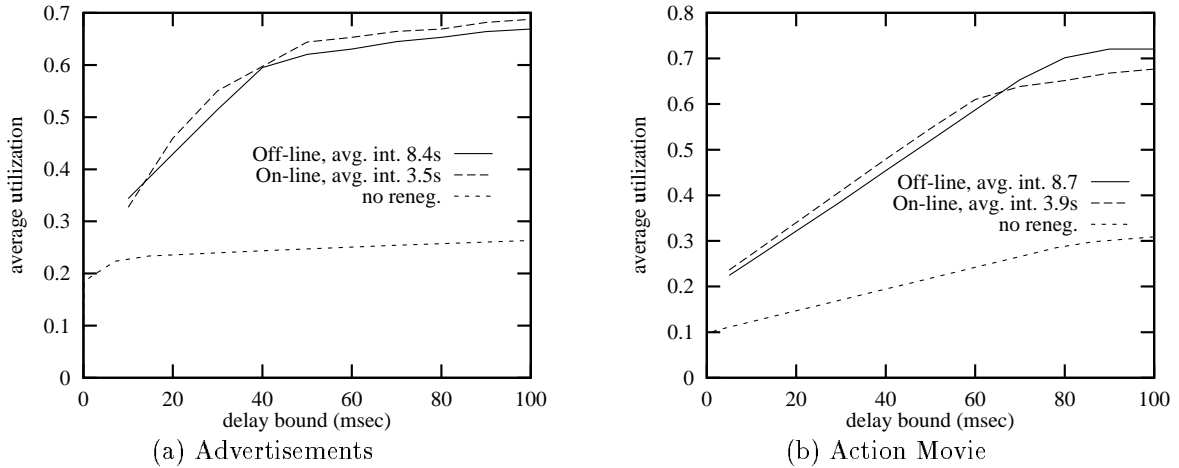 0.7
0.6
0.5
0.4
0.3
0.2
0.1
0
average utilization
Off-line, avg. int. 8.4s
On-line, avg. int. 3.5s
no reneg.
0 20 40 60 80 100
delay bound (msec)
(a) Advertisements
0.8
0.7
0.6
0.5
0.4
0.3
0.2
0.1
0
average utilization
Off-line, avg. int. 8.7
On-line, avg. int. 3.9s
no reneg.
0 20 40 60 80 100
delay bound (msec)
(b) Action Movie